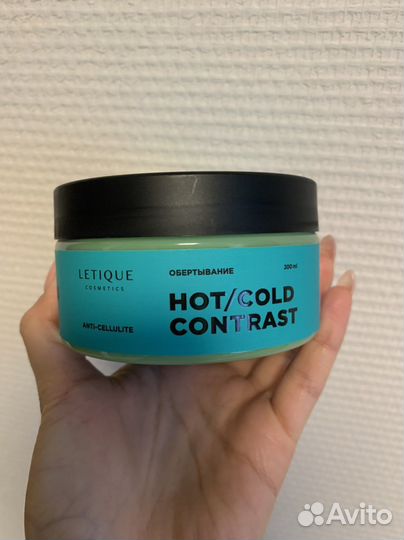 LETIQUE
COSMETICS
ОБЕРТЫВАНИЕ
300 ml
HOT/COLD
CONTRAST
ANTI-CELLULITE
Avito